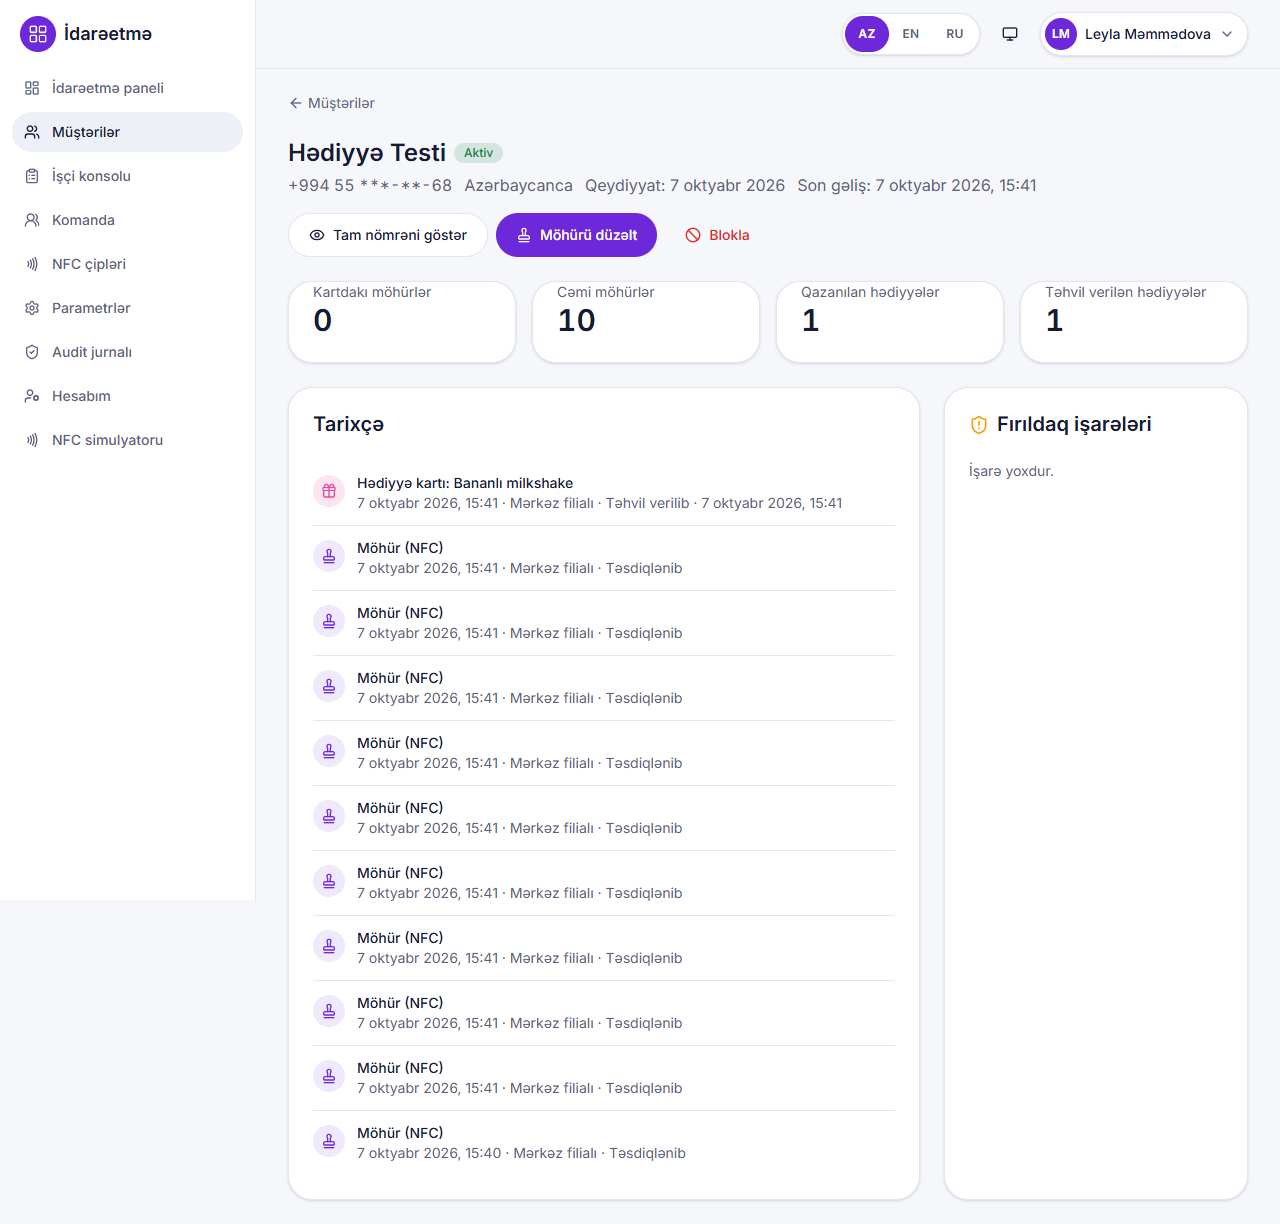 İdarəetmə
AZ EN RU
LM Leyla Məmmədova
İdarəetmə paneli
Müştərilər
İşçi konsolu
Komanda
NFC çipləri
Parametrlər
Audit jurnalı
Hesabım
NFC simulyatoru
Müştərilər
Hədiyyə Testi Aktiv
+994 55 ***-**-68 Azərbaycanca Qeydiyyat: 7 oktyabr 2026 Son gəliş: 7 oktyabr 2026, 15:41
Tam nömrəni göstər Möhürü düzəlt Blokla
Kartdakı möhürlər
0
Cəmi möhürlər
10
Qazanılan hədiyyələr
1
Təhvil verilən hədiyyələr
1
Tarixçə
Hədiyyə kartı: Bananlı milkshake
7 oktyabr 2026, 15:41 · Mərkəz filialı · Təhvil verilib · 7 oktyabr 2026, 15:41
Möhür (NFC)
7 oktyabr 2026, 15:41 · Mərkəz filialı · Təsdiqlənib
Möhür (NFC)
7 oktyabr 2026, 15:41 · Mərkəz filialı · Təsdiqlənib
Möhür (NFC)
7 oktyabr 2026, 15:41 · Mərkəz filialı · Təsdiqlənib
Möhür (NFC)
7 oktyabr 2026, 15:41 · Mərkəz filialı · Təsdiqlənib
Möhür (NFC)
7 oktyabr 2026, 15:41 · Mərkəz filialı · Təsdiqlənib
Möhür (NFC)
7 oktyabr 2026, 15:41 · Mərkəz filialı · Təsdiqlənib
Möhür (NFC)
7 oktyabr 2026, 15:41 · Mərkəz filialı · Təsdiqlənib
Möhür (NFC)
7 oktyabr 2026, 15:41 · Mərkəz filialı · Təsdiqlənib
Möhür (NFC)
7 oktyabr 2026, 15:41 · Mərkəz filialı · Təsdiqlənib
Möhür (NFC)
7 oktyabr 2026, 15:40 · Mərkəz filialı · Təsdiqlənib
Fırıldaq işarələri
İşarə yoxdur.